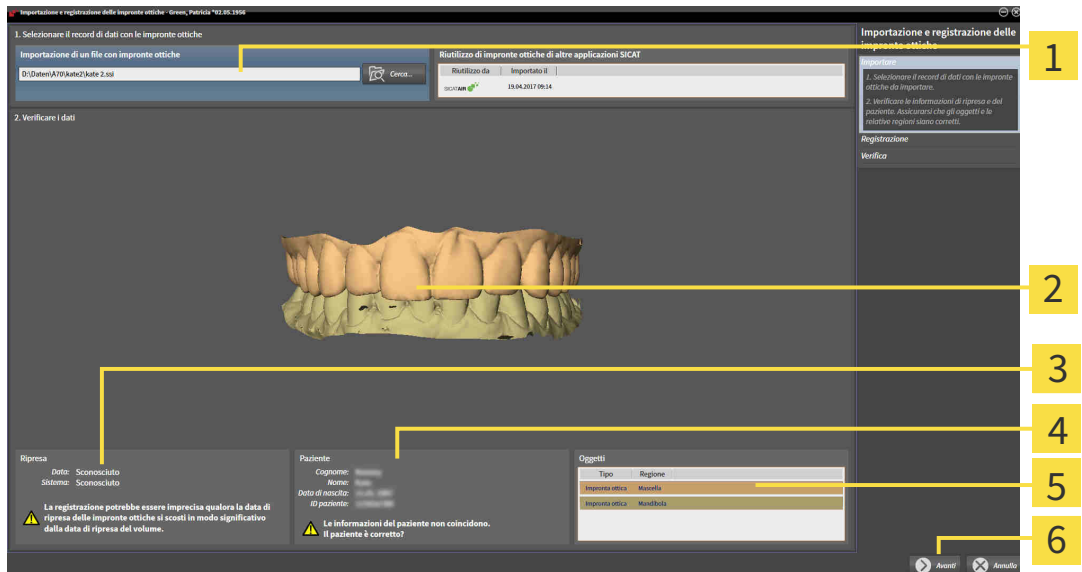 Importazione e registrazione delle impronte ottiche - Green, Patricia *02.05.1956
1. Selezionare il record di dati con le impronte ottiche
Importazione di un file con impronte ottiche
D:\Daten\A70\kate2\kate 2.ssi
Cerca...
Riutilizzo di impronte ottiche di altre applicazioni SICAT
Riutilizzo da Importato il
SICATAIR 19.04.2017 09:14
2. Verificare i dati
Ripresa
Data: Sconosciuto
Sistema: Sconosciuto
La registrazione potrebbe essere imprecisa qualora la data di
ripresa delle impronte ottiche si scosti in modo significativo
dalla data di ripresa del volume.
Paziente
Cognome:
Nome:
Data di nascita:
ID paziente:
Le informazioni del paziente non coincidono.
Il paziente è corretto?
Oggetti
Tipo Regione
Impronta ottica Mascella
Impronta ottica Mandibola
Importazione e registrazione delle
impronte ottiche
Importare
1. Selezionare il record di dati con le impronte
ottiche da importare.
2. Verificare le informazioni di ripresa e del
paziente. Assicurarsi che gli oggetti e le
relative regioni siano corretti.
Registrazione
Verifica
Avanti
Annulla
1
2
3
4
5
6